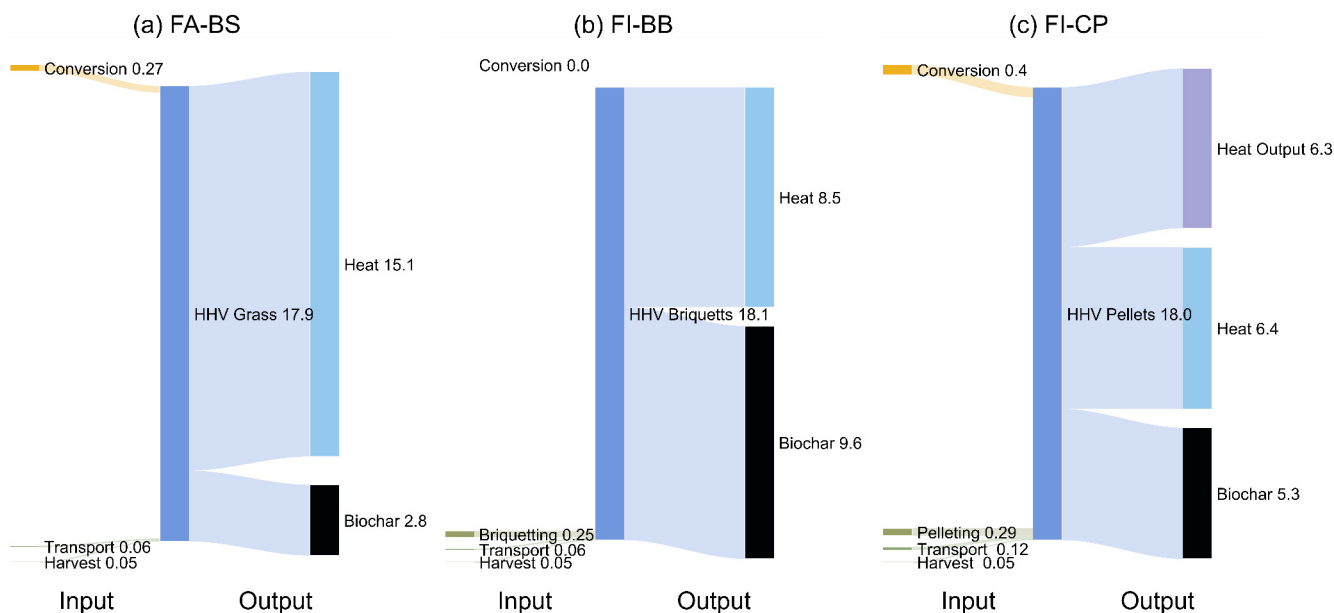 (a) FA-BS
Conversion 0.27
Heat 15.1
HHV Grass 17.9
Biochar 2.8
Transport 0.06
Harvest 0.05
Input
Output
(b) FI-BB
Conversion 0.0
Heat 8.5
HHV Briquetts 18.1
Biochar 9.6
Briquetting 0.25
Transport 0.06
Harvest 0.05
Input
Output
(c) FI-CP
Conversion 0.4
Heat Output 6.3
HHV Pellets 18.0
Heat 6.4
Biochar 5.3
Pelleting 0.29
Transport 0.12
Harvest 0.05
Input
Output